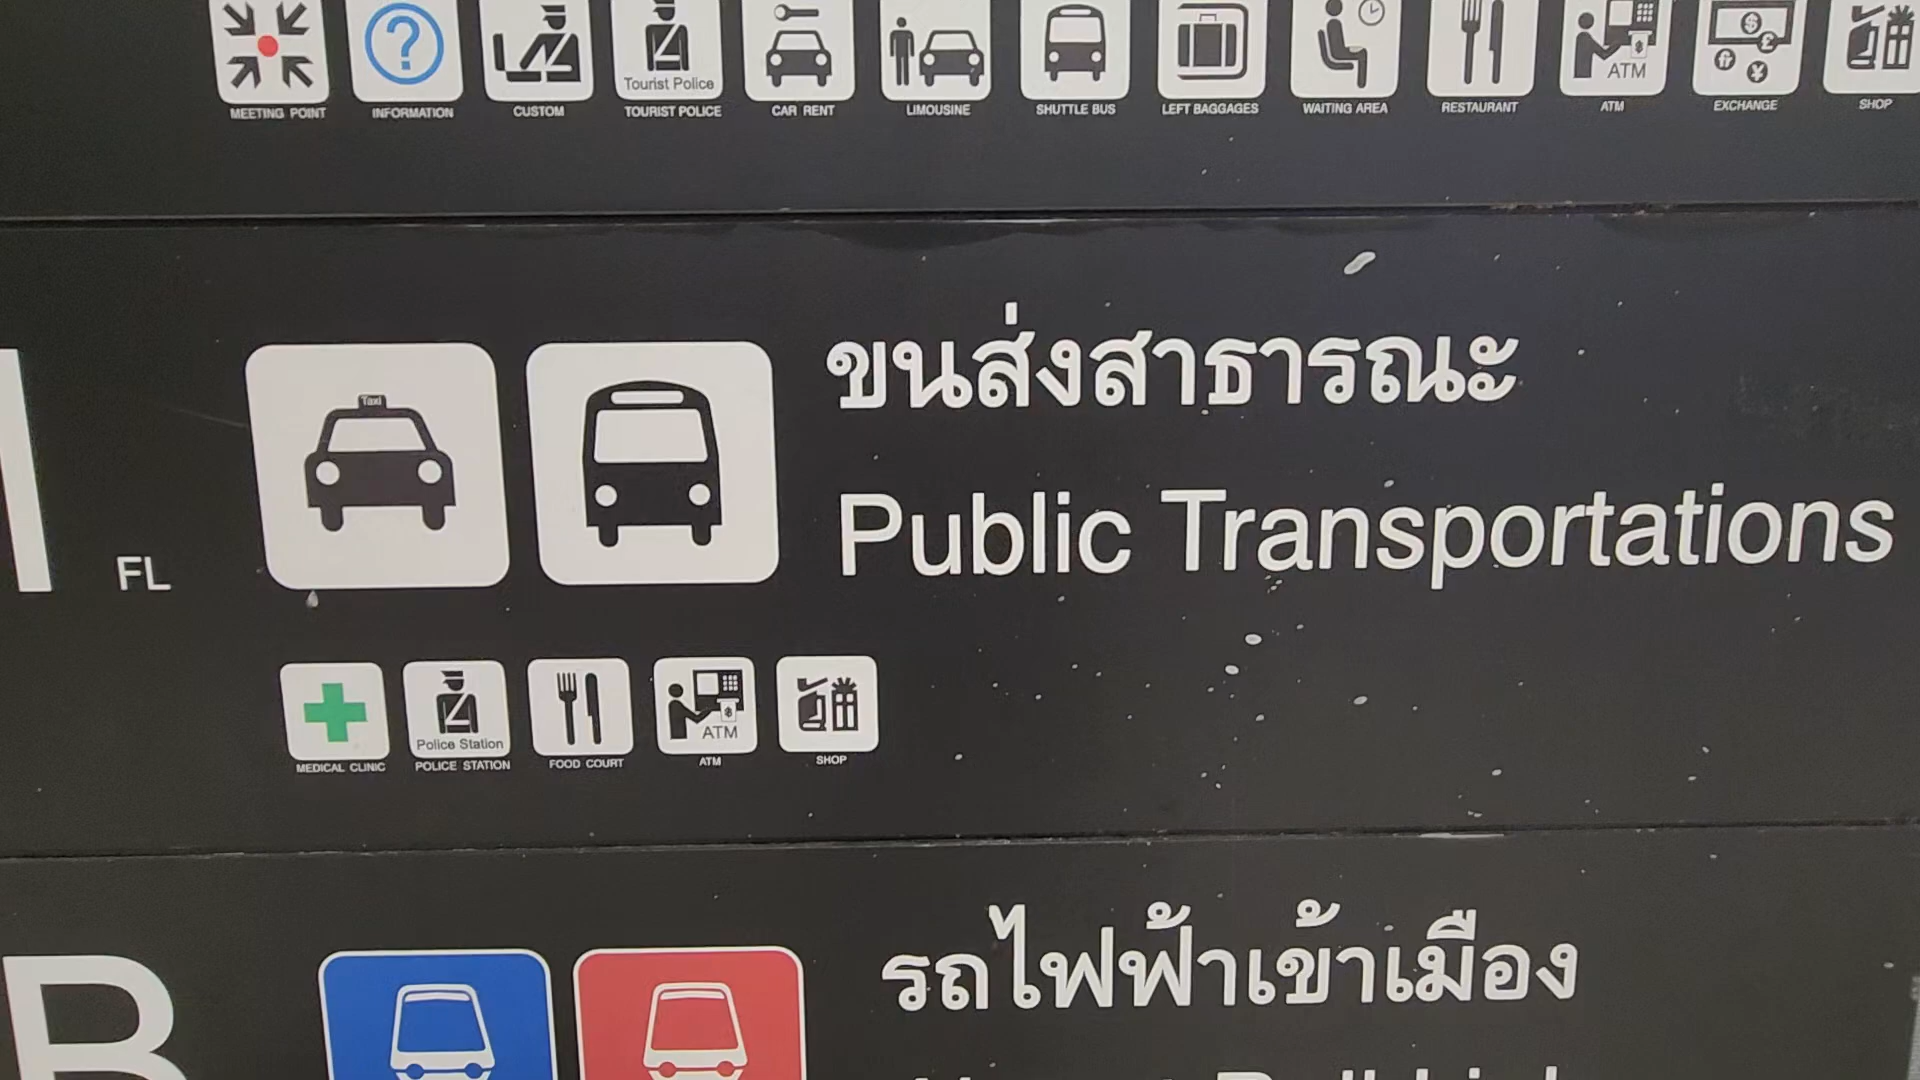 Tourist Police
ATM
MEETING POINT INFORMATION CUSTOM TOURIST POLICE CAR RENT LIMOUSINE SHUTTLE BUS LEFT BAGGAGES WAITING AREA RESTAURANT ATM EXCHANGE SHOP
ขนส่งสาธารณะ
Taxi
1 FL Public Transportations
Police Station
ATM
MEDICAL CLINIC POLICE STATION FOOD COURT ATM SHOP
รถไฟฟ้าเข้าเมือง
B